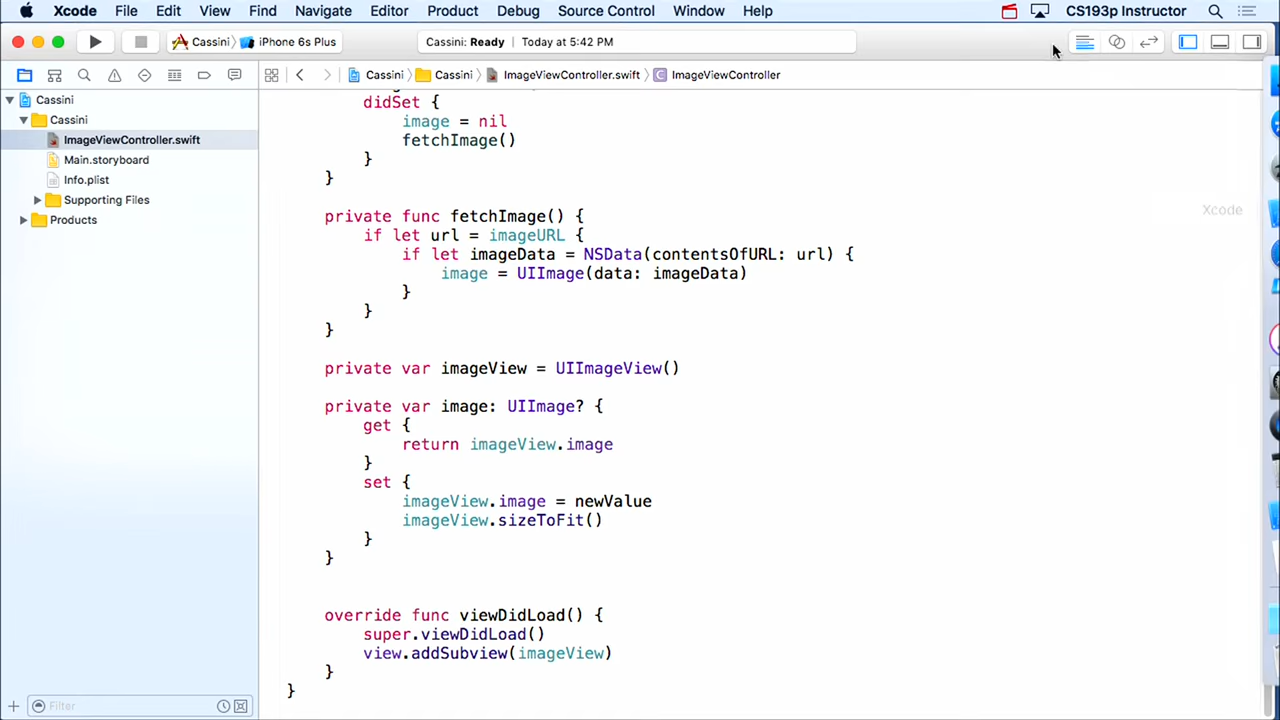 Xcode File Edit View Find Navigate Editor Product Debug Source Control Window Help CS193p Instructor
Cassini iPhone 6s Plus Cassini: Ready Today at 5:42 PM
Cassini Cassini ImageViewController.swift C ImageViewController
Cassini
Cassini
ImageViewController.swift
Main.storyboard
Info.plist
Supporting Files
Products
Filter
didSet {
image = nil
fetchImage()
}
}
private func fetchImage() {
if let url = imageURL {
if let imageData = NSData(contentsOfURL: url) {
image = UIImage(data: imageData)
}
}
}
private var imageView = UIImageView()
private var image: UIImage? {
get {
return imageView.image
}
set {
imageView.image = newValue
imageView.sizeToFit()
}
}
override func viewDidLoad() {
super.viewDidLoad()
view.addSubview(imageView)
}
}
Xcode